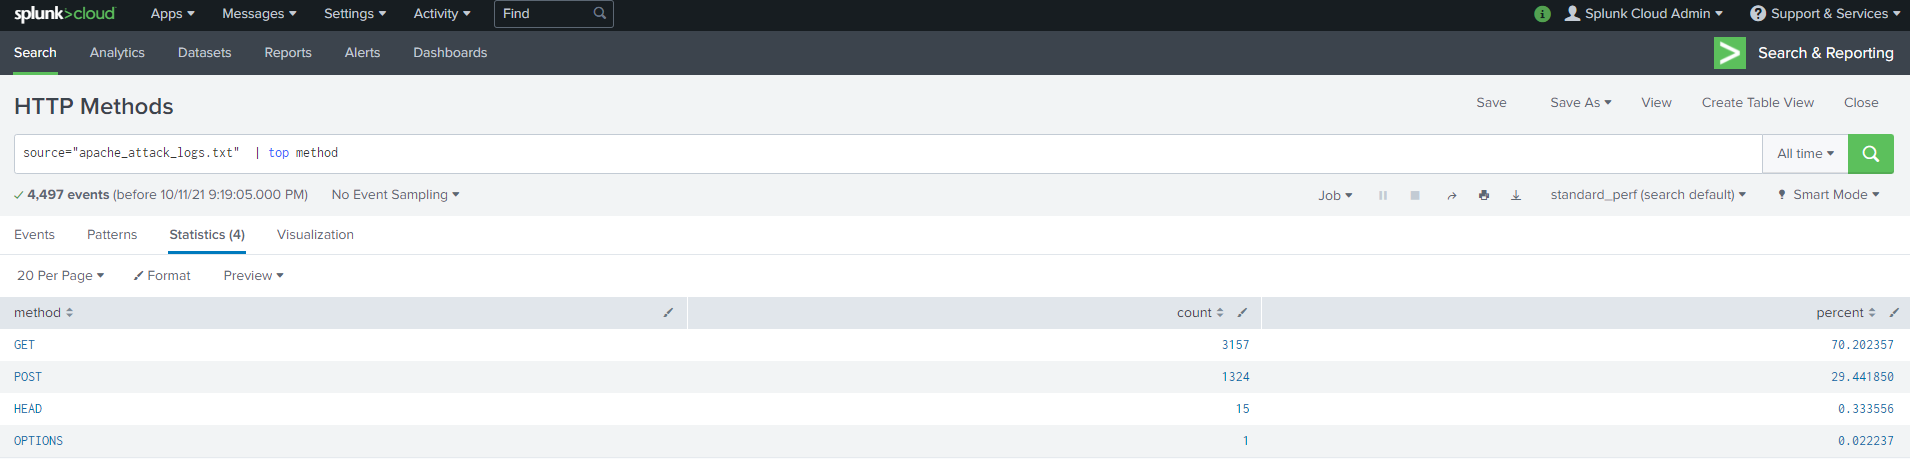 splunk>cloud Apps Messages Settings Activity Find Splunk Cloud Admin Support & Services
Search Analytics Datasets Reports Alerts Dashboards Search & Reporting
HTTP Methods Save Save As View Create Table View Close
source="apache_attack_logs.txt" | top method All time
4,497 events (before 10/11/21 9:19:05.000 PM) No Event Sampling Job standard_perf (search default) Smart Mode
Events Patterns Statistics (4) Visualization
20 Per Page Format Preview
method count percent
GET 3157 70.202357
POST 1324 29.441850
HEAD 15 0.333556
OPTIONS 1 0.022237